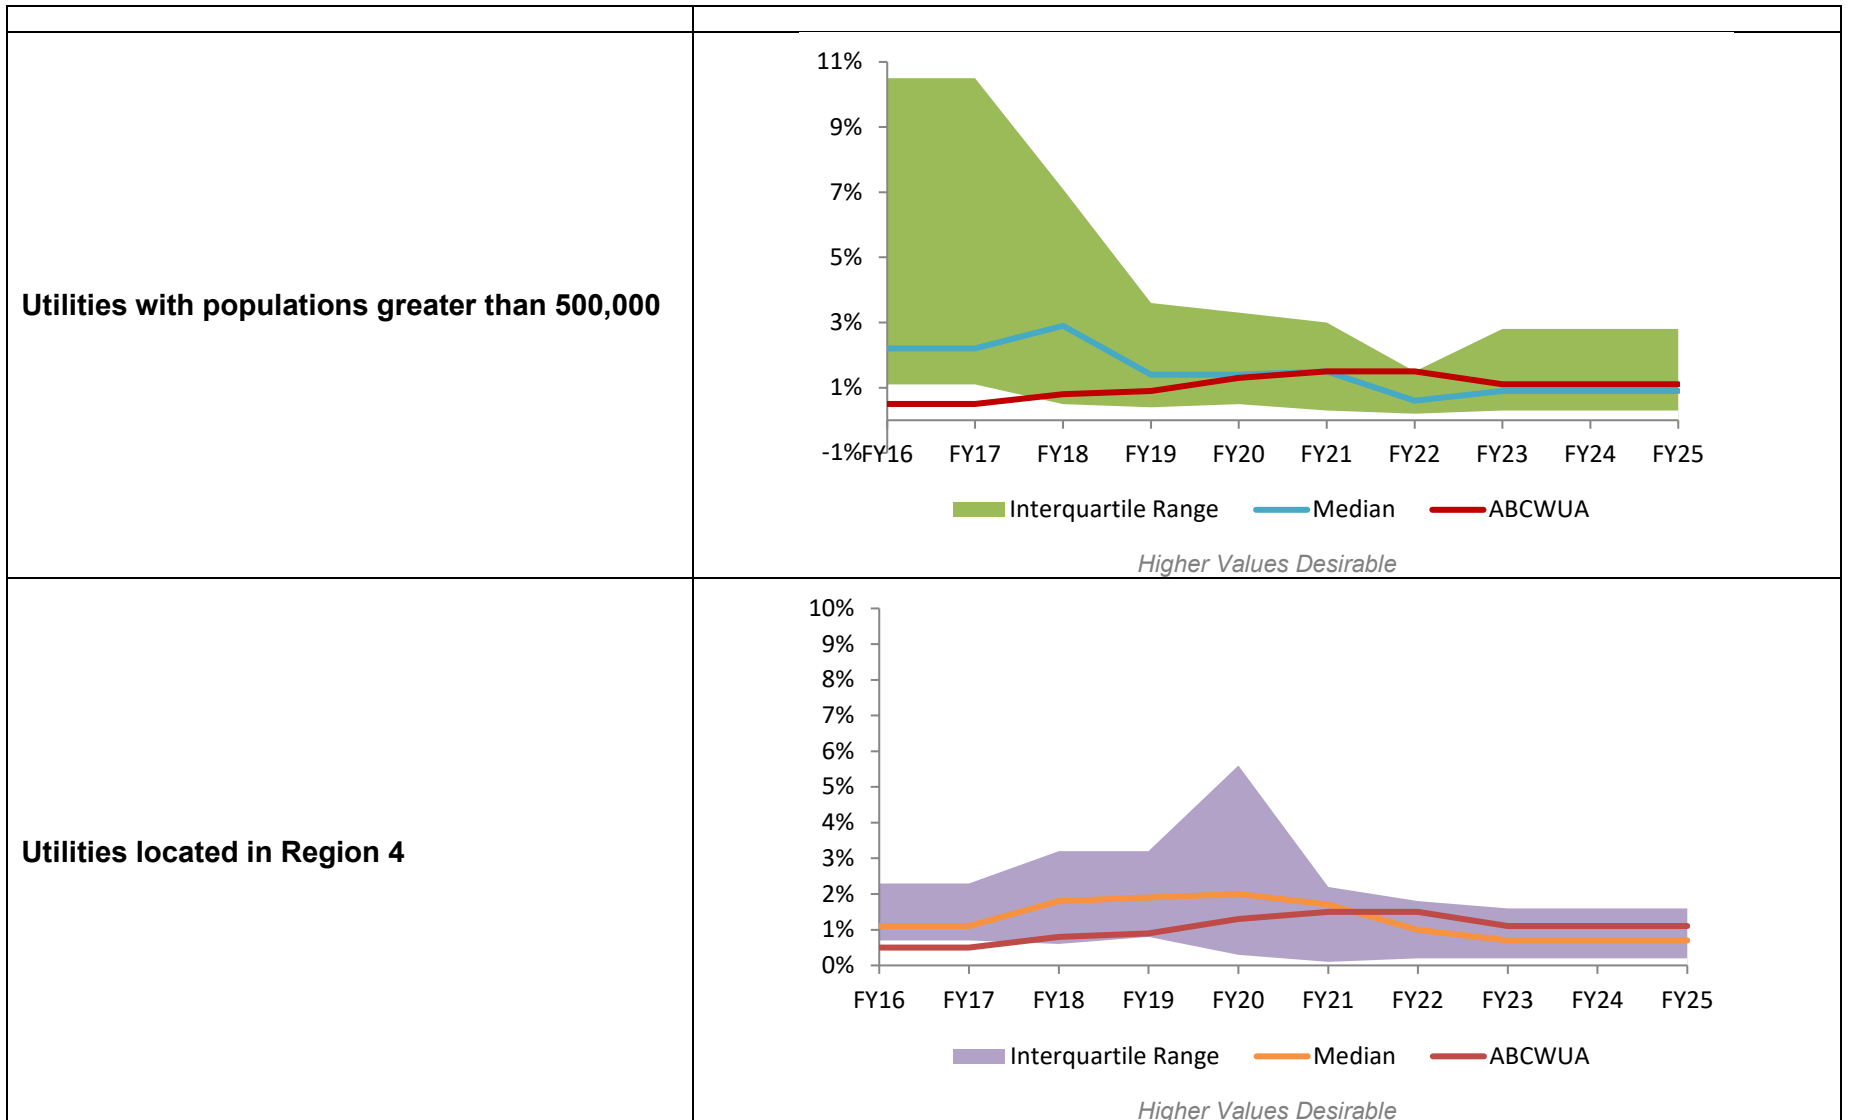 11%
9%
7%
5%
3%
1%
-1%
FY16 FY17 FY18 FY19 FY20 FY21 FY22 FY23 FY24 FY25
Utilities with populations greater than 500,000
Interquartile Range Median ABCWUA
Higher Values Desirable
10%
9%
8%
7%
6%
5%
4%
3%
2%
1%
0%
FY16 FY17 FY18 FY19 FY20 FY21 FY22 FY23 FY24 FY25
Utilities located in Region 4
Interquartile Range Median ABCWUA
Higher Values Desirable